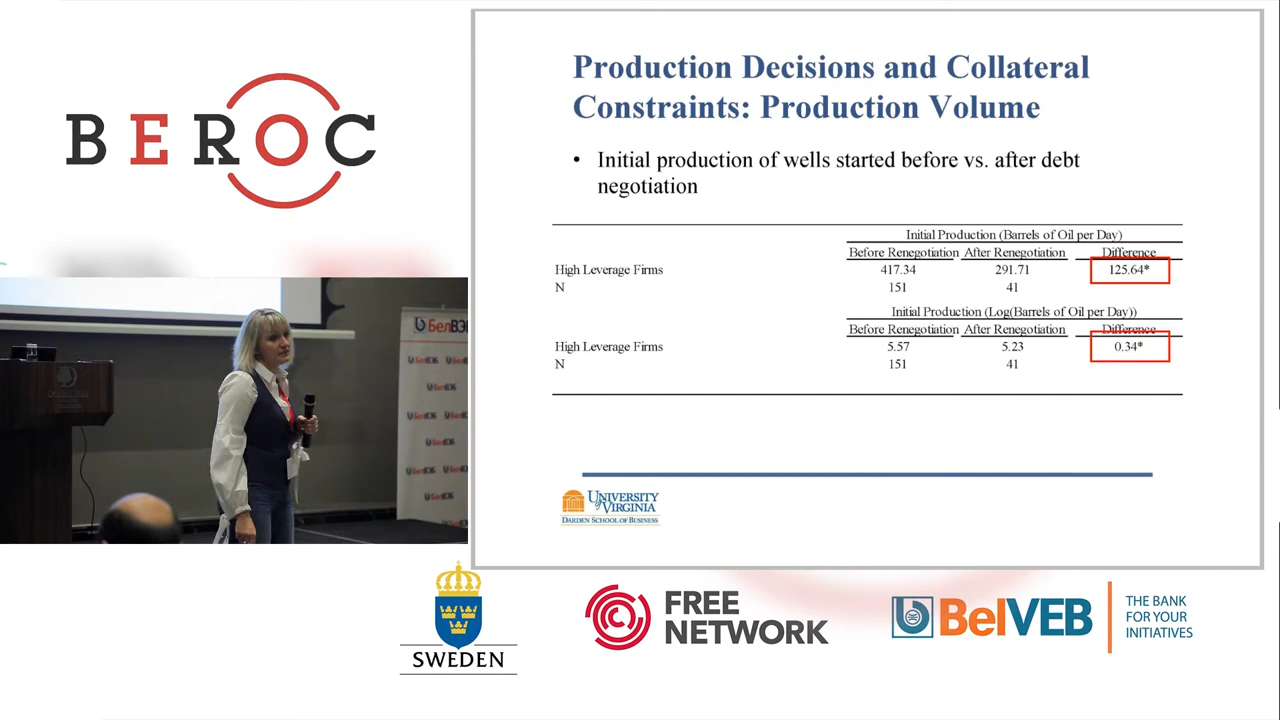 BEROC
Production Decisions and Collateral
Constraints: Production Volume
• Initial production of wells started before vs. after debt
negotiation
Initial Production (Barrels of Oil per Day)
Before Renegotiation After Renegotiation Difference
High Leverage Firms 417.34 291.71 125.64*
N 151 41
Initial Production (Log(Barrels of Oil per Day))
Before Renegotiation After Renegotiation Difference
High Leverage Firms 5.57 5.23 0.34*
N 151 41
UNIVERSITY
of VIRGINIA
DARDEN SCHOOL OF BUSINESS
БелВЭ
SWEDEN
FREE
NETWORK
BelVEB
THE BANK
FOR YOUR
INITIATIVES